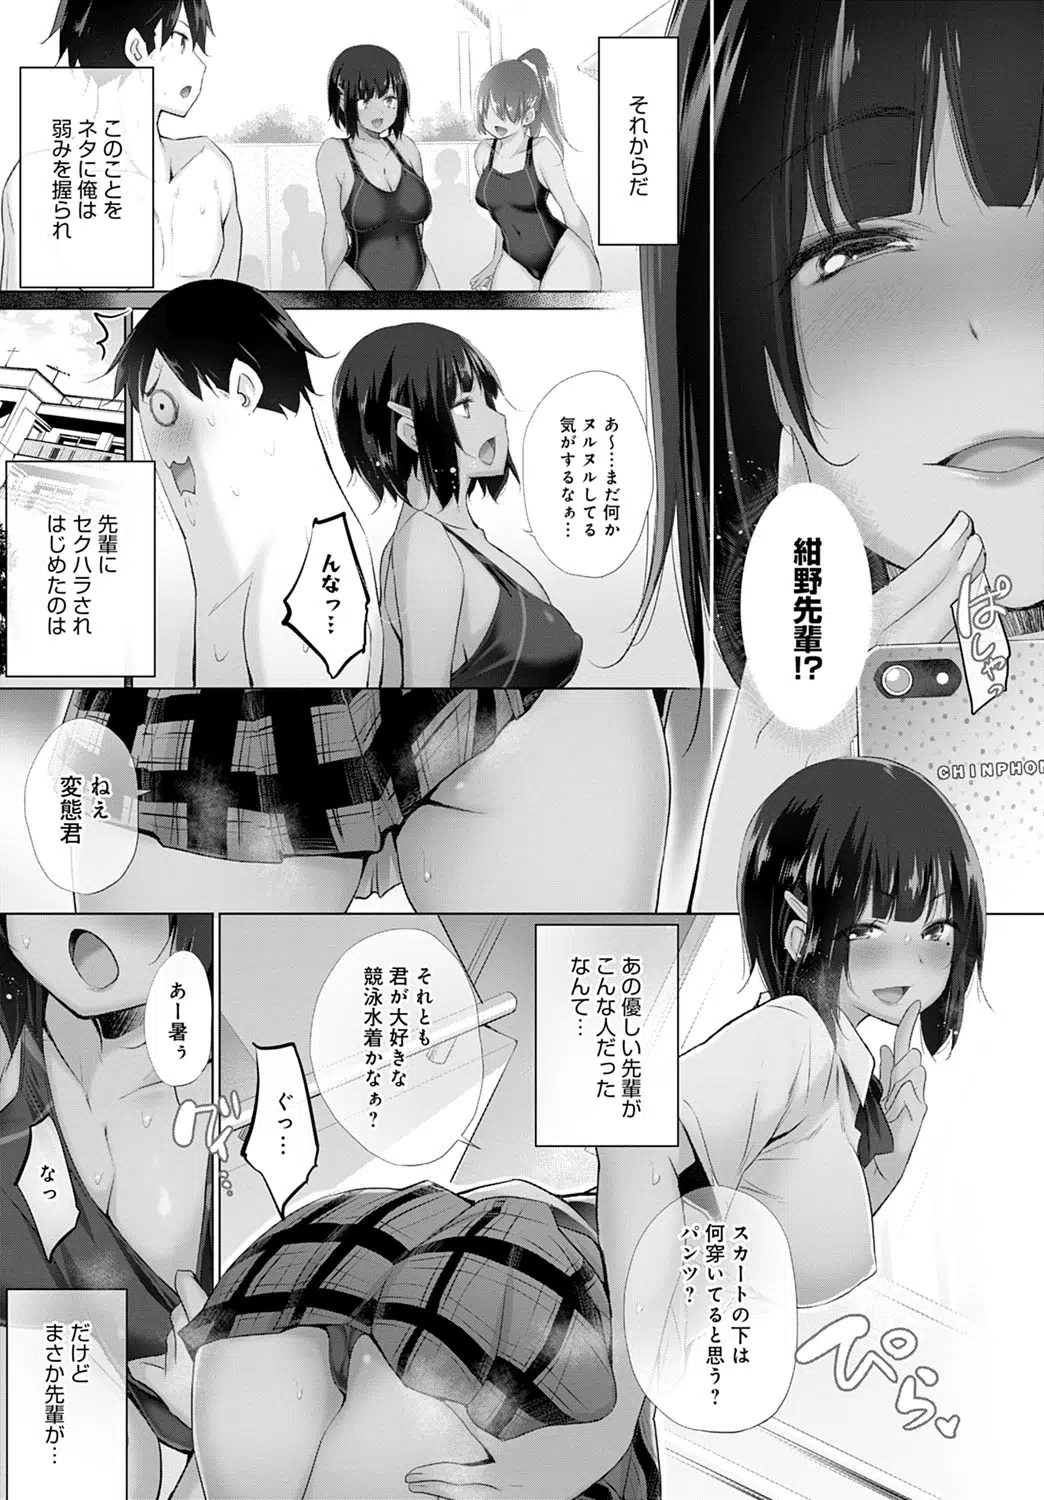 紺野先輩!?
ぱしゃっ
CHINPHON
それからだ
このことを
ネタに俺は
弱みを握られ
あ〜…まだ何か
ヌルヌルしてる
気がするなぁ…
んなっ…
先輩に
セクハラされ
はじめたのは
ねえ
変態君
スカートの下は
何穿いてると思う?
パンツ?
ぴら♥
あの優しい先輩が
こんな人だった
なんて…
それとも
君が大好きな
競泳水着かなぁ?
ぐっ…
あー暑ぅ
グイッ
なっ
だけど
まさか先輩が…